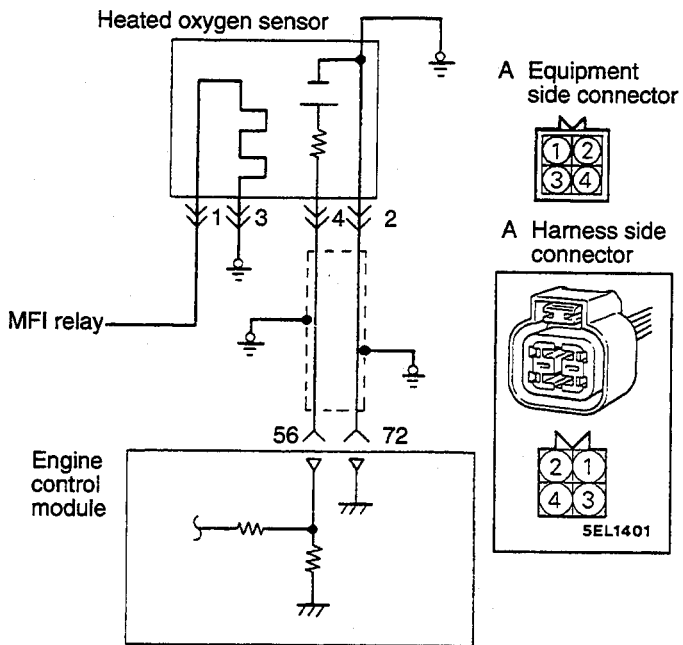 Heated oxygen sensor
A Equipment
side connector
1 2
3 4
1 3 4 2
A Harness side
connector
MFI relay
56 72
Engine
control
module
2 1
4 3
5EL1401